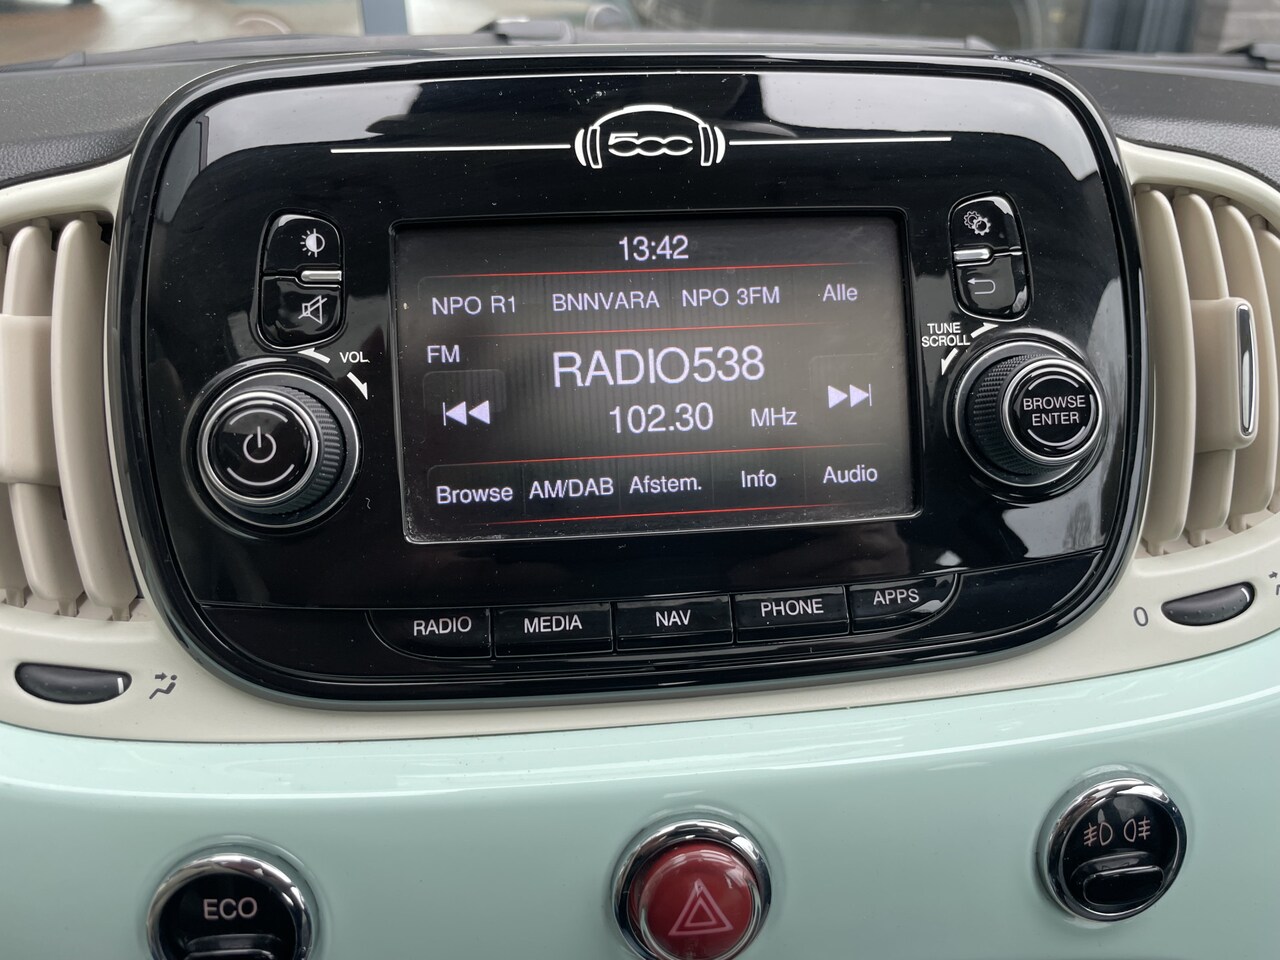 500
13:42
NPO R1 BNNVARA NPO 3FM Alle
FM
RADIO538
102.30 MHz
Browse AM/DAB Afstem. Info Audio
VOL
TUNE
SCROLL
BROWSE
ENTER
RADIO MEDIA NAV PHONE APPS
0
ECO